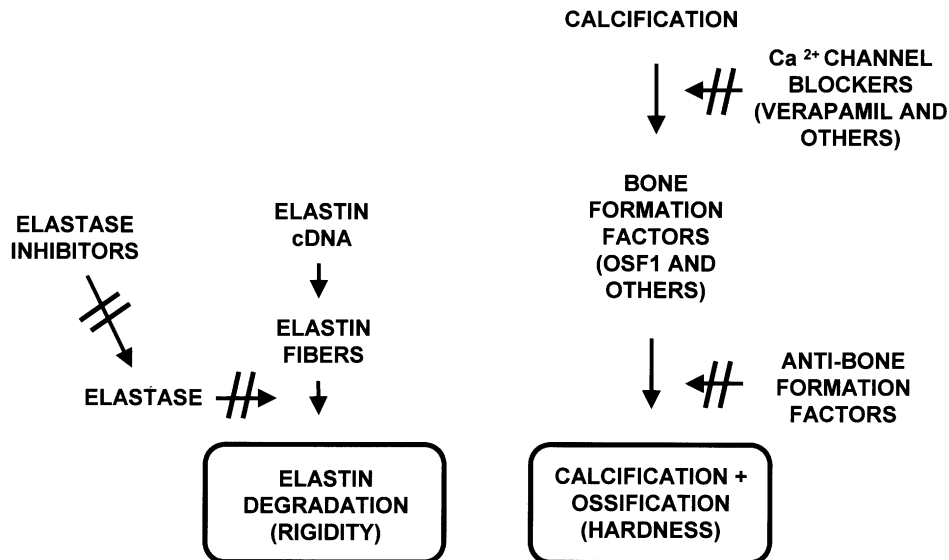 CALCIFICATION
Ca 2+ CHANNEL
BLOCKERS
(VERAPAMIL AND
OTHERS)
BONE
FORMATION
FACTORS
(OSF1 AND
OTHERS)
ELASTASE
INHIBITORS
ELASTIN
cDNA
ELASTIN
FIBERS
ELASTASE
ANTI-BONE
FORMATION
FACTORS
ELASTIN
DEGRADATION
(RIGIDITY)
CALCIFICATION +
OSSIFICATION
(HARDNESS)